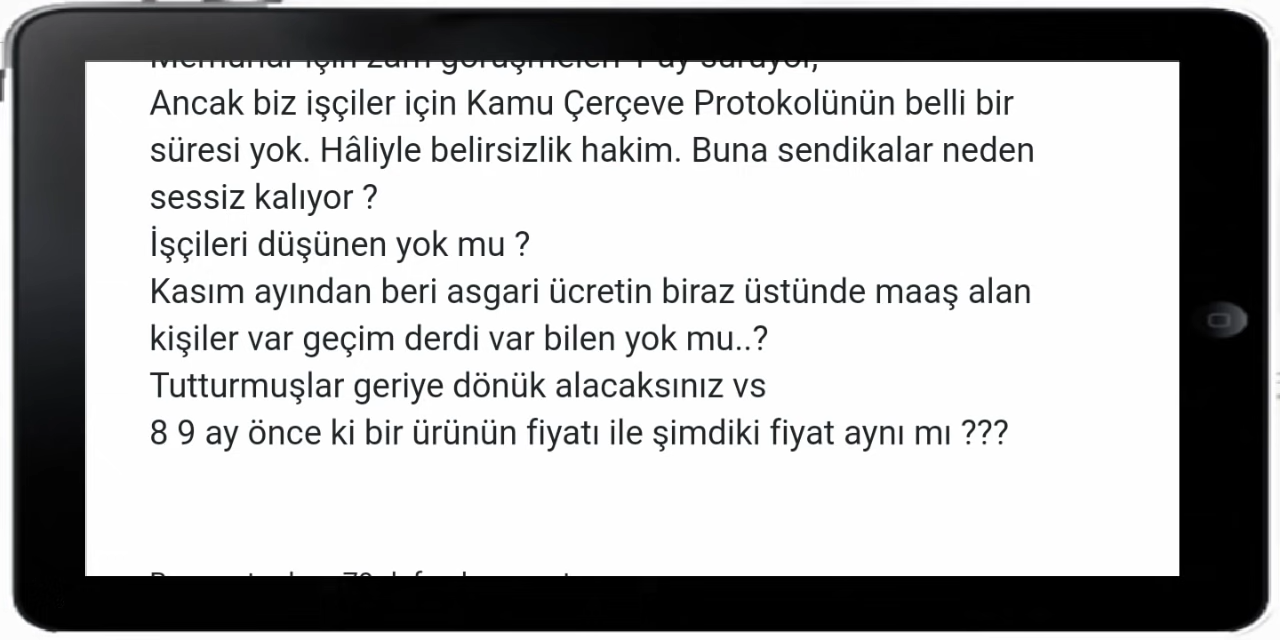 Ancak biz işçiler için Kamu Çerçeve Protokolünün belli bir
süresi yok. Hâliyle belirsizlik hakim. Buna sendikalar neden
sessiz kalıyor ?
İşçileri düşünen yok mu ?
Kasım ayından beri asgari ücretin biraz üstünde maaş alan
kişiler var geçim derdi var bilen yok mu..?
Tutturmuşlar geriye dönük alacaksınız vs
8 9 ay önce ki bir ürünün fiyatı ile şimdiki fiyat aynı mı ???